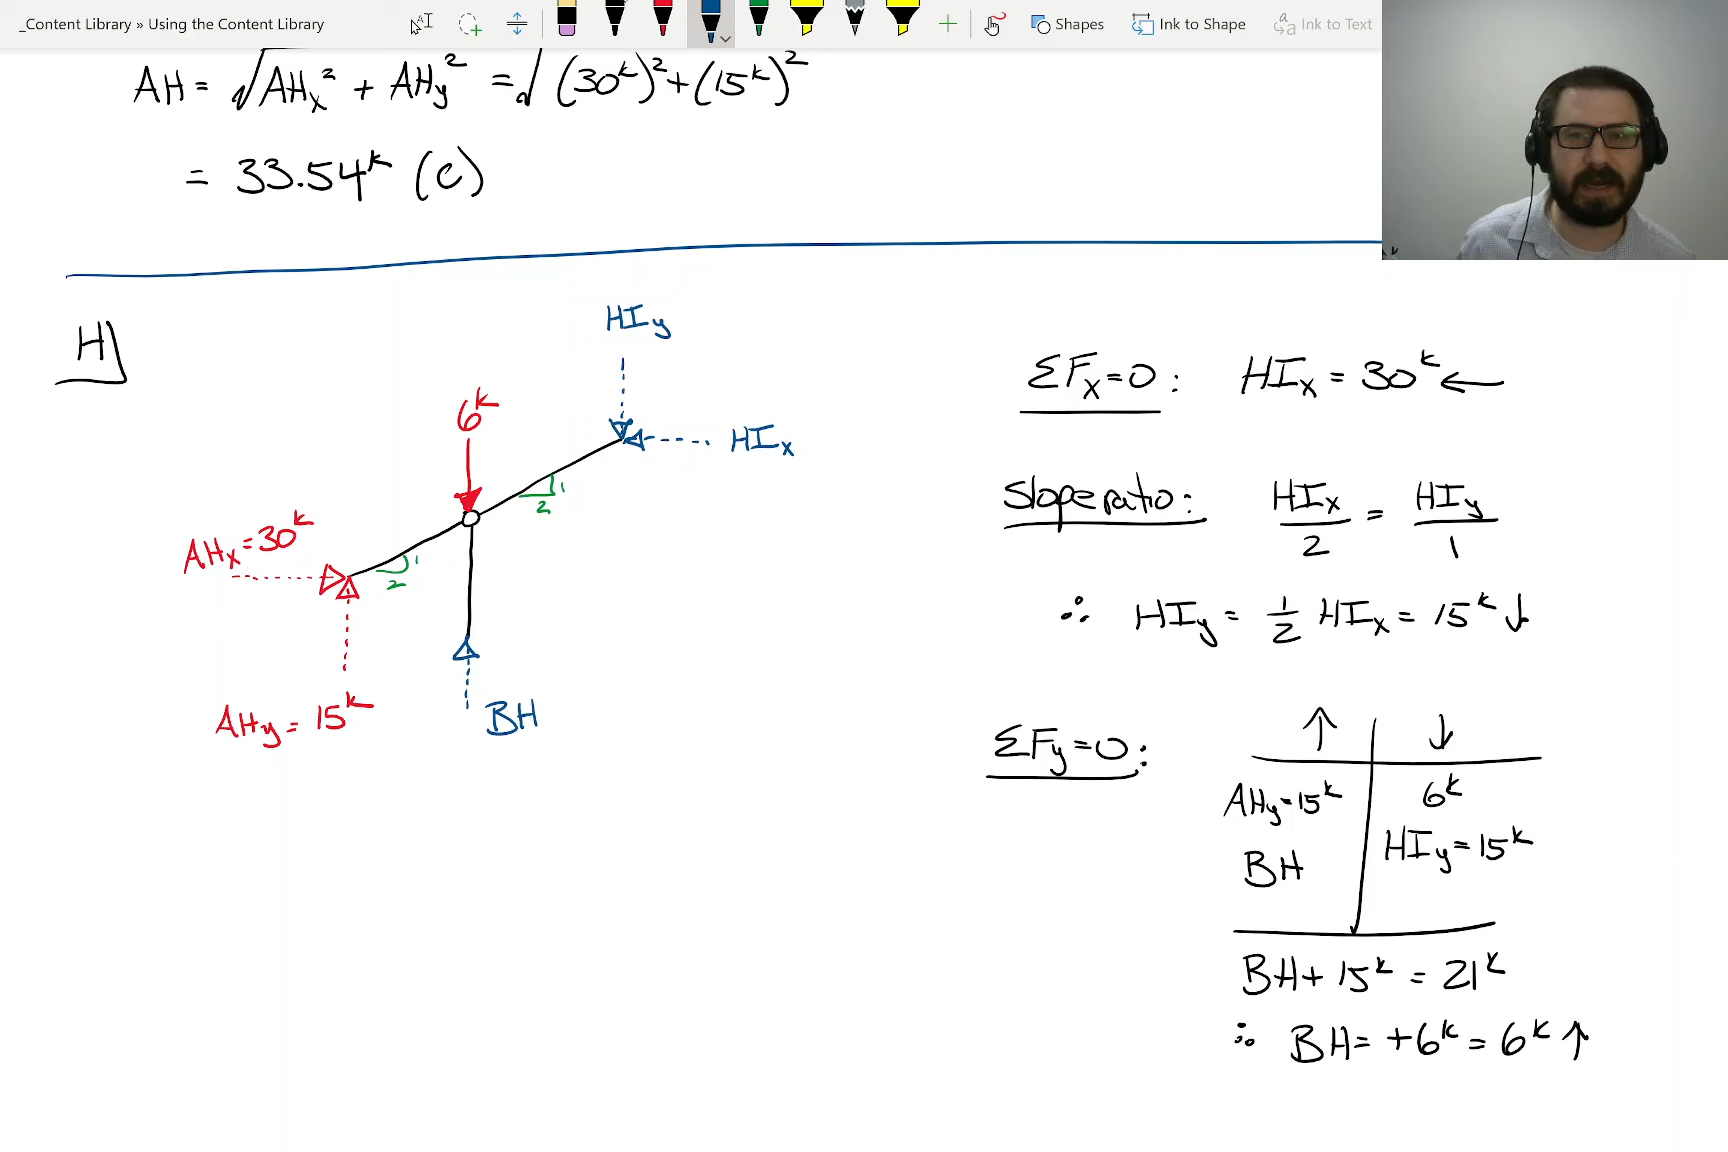 _Content Library » Using the Content Library
Shapes
Ink to Shape
Ink to Text
AH = √AHx² + AHy² = √(30ᵏ)² + (15ᵏ)²
= 33.54ᵏ (C)
H)
HIy
6ᵏ
HIx
1
2
AHx = 30ᵏ
1
2
AHy = 15ᵏ
BH
ΣFx = 0 : HIx = 30ᵏ ←
Slope ratio : HIx/2 = HIy/1
∴ HIy = 1/2 HIx = 15ᵏ ↓
ΣFy = 0 :
↑ ↓
AHy = 15ᵏ 6ᵏ
BH HIy = 15ᵏ
BH + 15ᵏ = 21ᵏ
∴ BH = +6ᵏ = 6ᵏ ↑